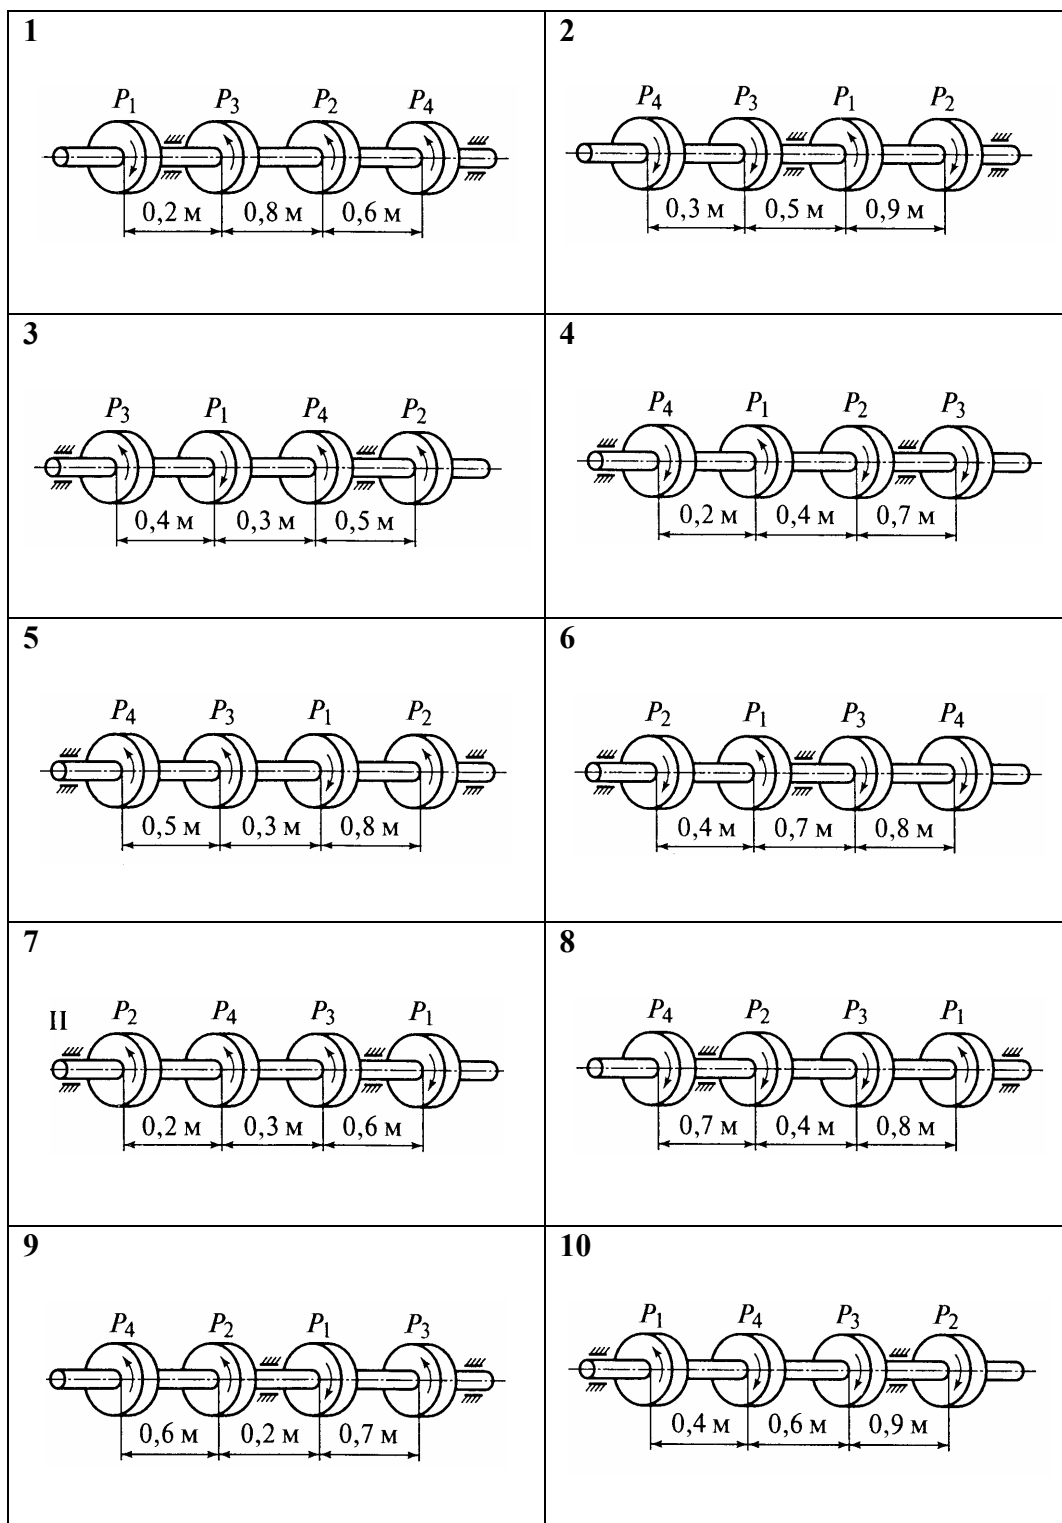 1
P1 P3 P2 P4
0,2 м 0,8 м 0,6 м
2
P4 P3 P1 P2
0,3 м 0,5 м 0,9 м
3
P3 P1 P4 P2
0,4 м 0,3 м 0,5 м
4
P4 P1 P2 P3
0,2 м 0,4 м 0,7 м
5
P4 P3 P1 P2
0,5 м 0,3 м 0,8 м
6
P2 P1 P3 P4
0,4 м 0,7 м 0,8 м
7
II P2 P4 P3 P1
0,2 м 0,3 м 0,6 м
8
P4 P2 P3 P1
0,7 м 0,4 м 0,8 м
9
P4 P2 P1 P3
0,6 м 0,2 м 0,7 м
10
P1 P4 P3 P2
0,4 м 0,6 м 0,9 м